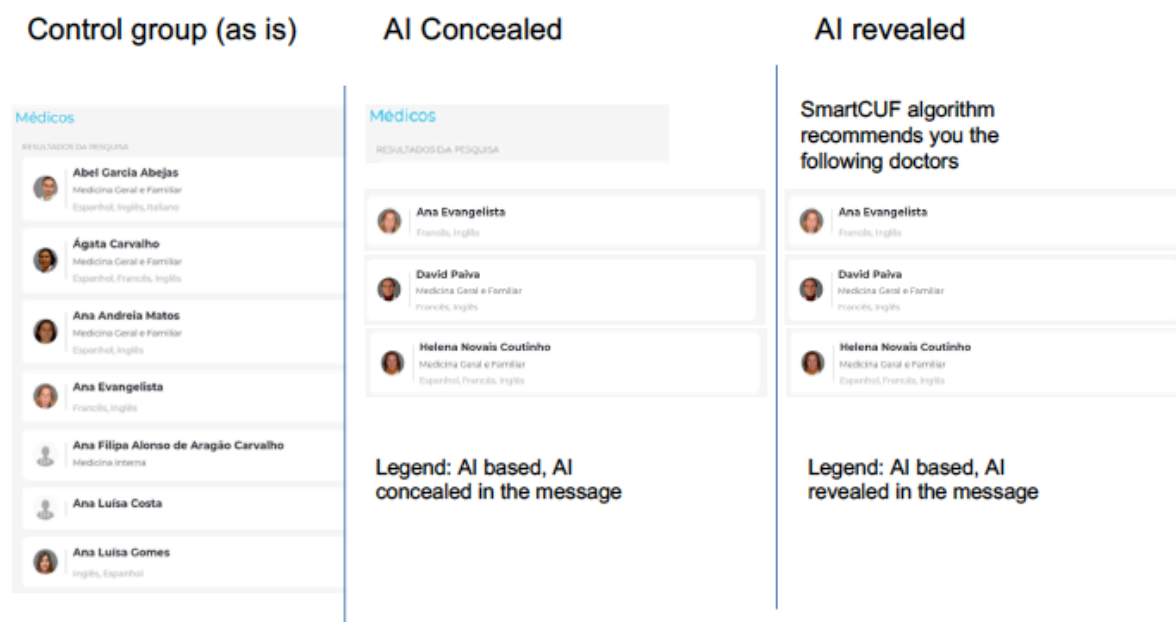 Control group (as is)
Médicos
RESULTADOS DA PESQUISA
Abel Garcia Abejas
Medicina Geral e Familiar
Espanhol, Inglês, Italiano
Ágata Carvalho
Medicina Geral e Familiar
Espanhol, Francês, Inglês
Ana Andreia Matos
Medicina Geral e Familiar
Espanhol, Inglês
Ana Evangelista
Francês, Inglês
Ana Filipa Alonso de Aragão Carvalho
Medicina Interna
Ana Luísa Costa
Ana Luísa Gomes
Inglês, Espanhol
AI Concealed
Médicos
RESULTADOS DA PESQUISA
Ana Evangelista
Francês, Inglês
David Paiva
Medicina Geral e Familiar
Francês, Inglês
Helena Novais Coutinho
Medicina Geral e Familiar
Espanhol, Francês, Inglês
Legend: AI based, AI
concealed in the message
AI revealed
SmartCUF algorithm
recommends you the
following doctors
Ana Evangelista
Francês, Inglês
David Paiva
Medicina Geral e Familiar
Francês, Inglês
Helena Novais Coutinho
Medicina Geral e Familiar
Espanhol, Francês, Inglês
Legend: AI based, AI
revealed in the message